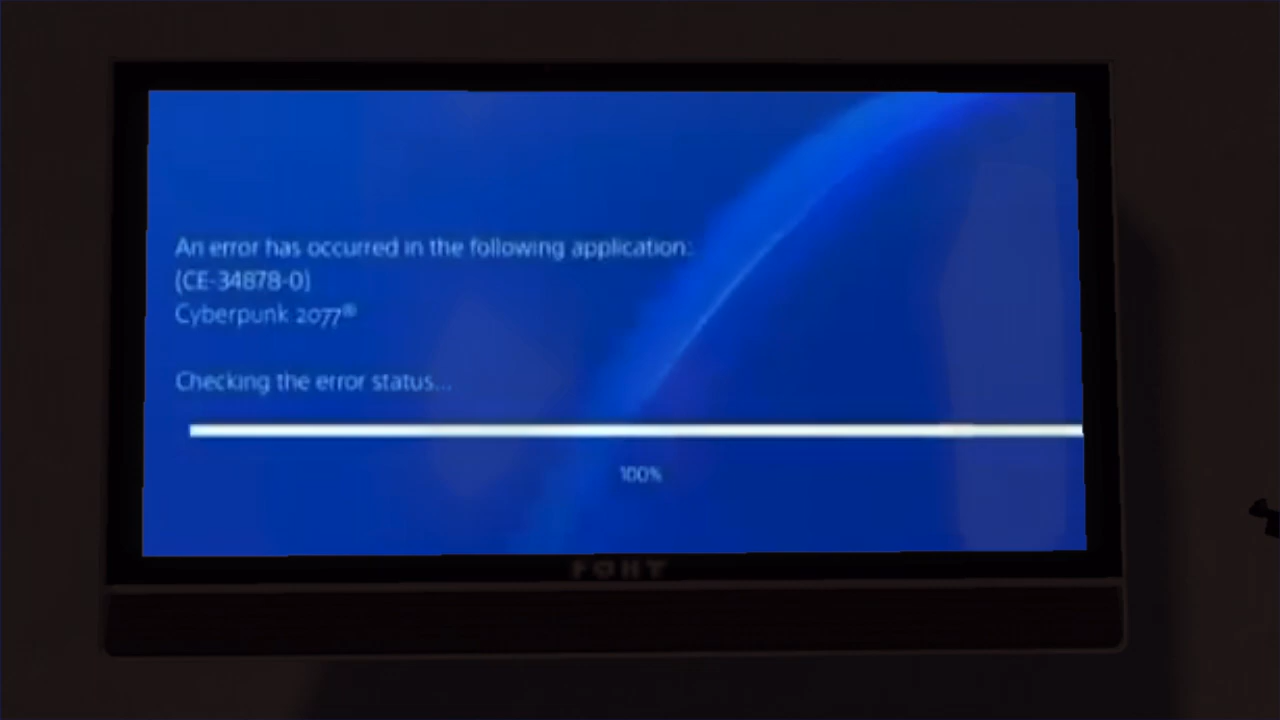 An error has occurred in the following application:
(CE-34878-0)
Cyberpunk 2077®
Checking the error status...
100%